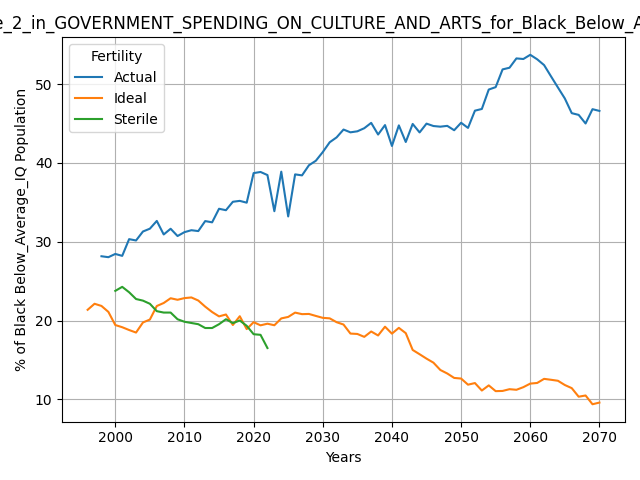 _2_in_GOVERNMENT_SPENDING_ON_CULTURE_AND_ARTS_for_Black_Below_A
Fertility
Actual
Ideal
Sterile
% of Black Below_Average_IQ Population
50
40
30
20
10
2000 2010 2020 2030 2040 2050 2060 2070
Years